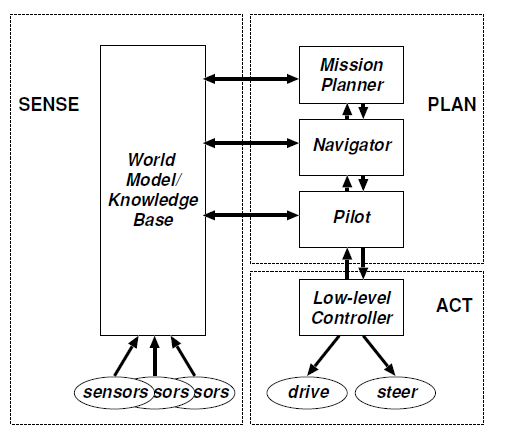 SENSE
World
Model/
Knowledge
Base
sensors
sors
sors
Mission
Planner
PLAN
Navigator
Pilot
Low-level
Controller
ACT
drive
steer